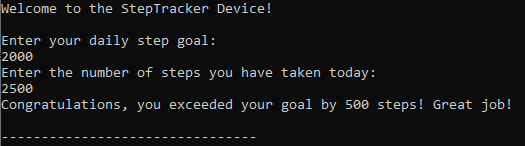 Welcome to the StepTracker Device!
Enter your daily step goal:
2000
Enter the number of steps you have taken today:
2500
Congratulations, you exceeded your goal by 500 steps! Great job!
--------------------------------